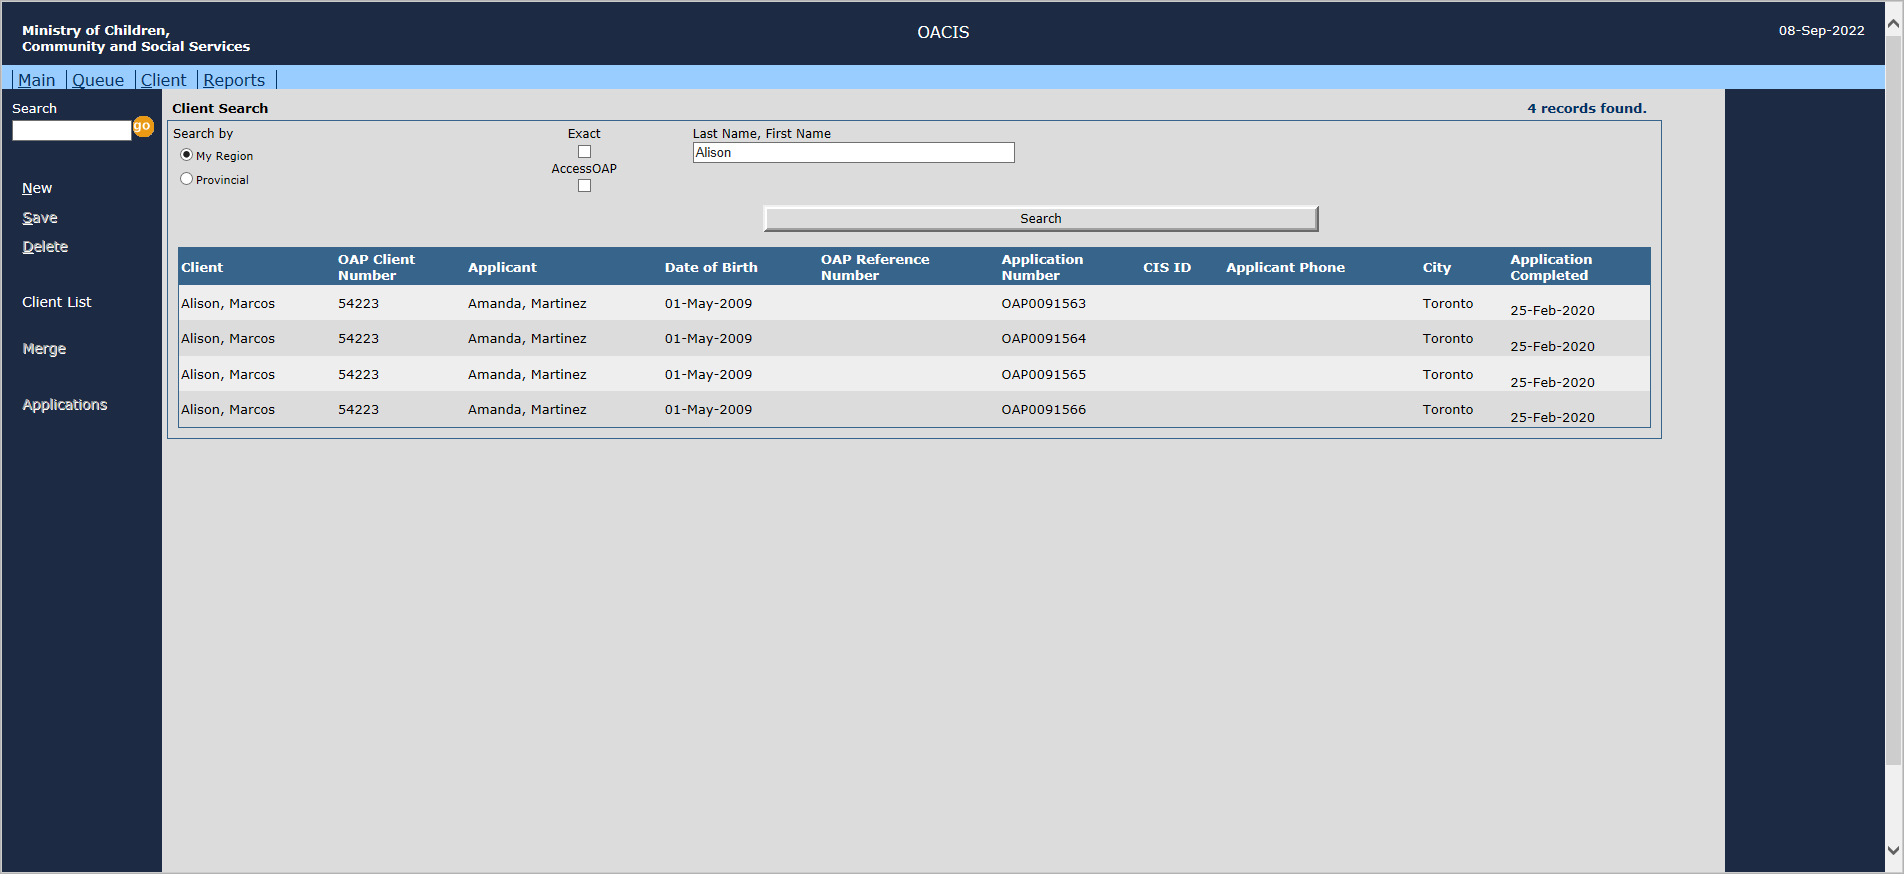 Ministry of Children,
Community and Social Services
OACIS
08-Sep-2022
Main Queue Client Reports
Search
go
New
Save
Delete
Client List
Merge
Applications
Client Search
4 records found.
Search by
My Region
Provincial
Exact
AccessOAP
Last Name, First Name
Alison
Search
Client OAP Client Number Applicant Date of Birth OAP Reference Number Application Number CIS ID Applicant Phone City Application Completed
Alison, Marcos 54223 Amanda, Martinez 01-May-2009 OAP0091563 Toronto 25-Feb-2020
Alison, Marcos 54223 Amanda, Martinez 01-May-2009 OAP0091564 Toronto 25-Feb-2020
Alison, Marcos 54223 Amanda, Martinez 01-May-2009 OAP0091565 Toronto 25-Feb-2020
Alison, Marcos 54223 Amanda, Martinez 01-May-2009 OAP0091566 Toronto 25-Feb-2020